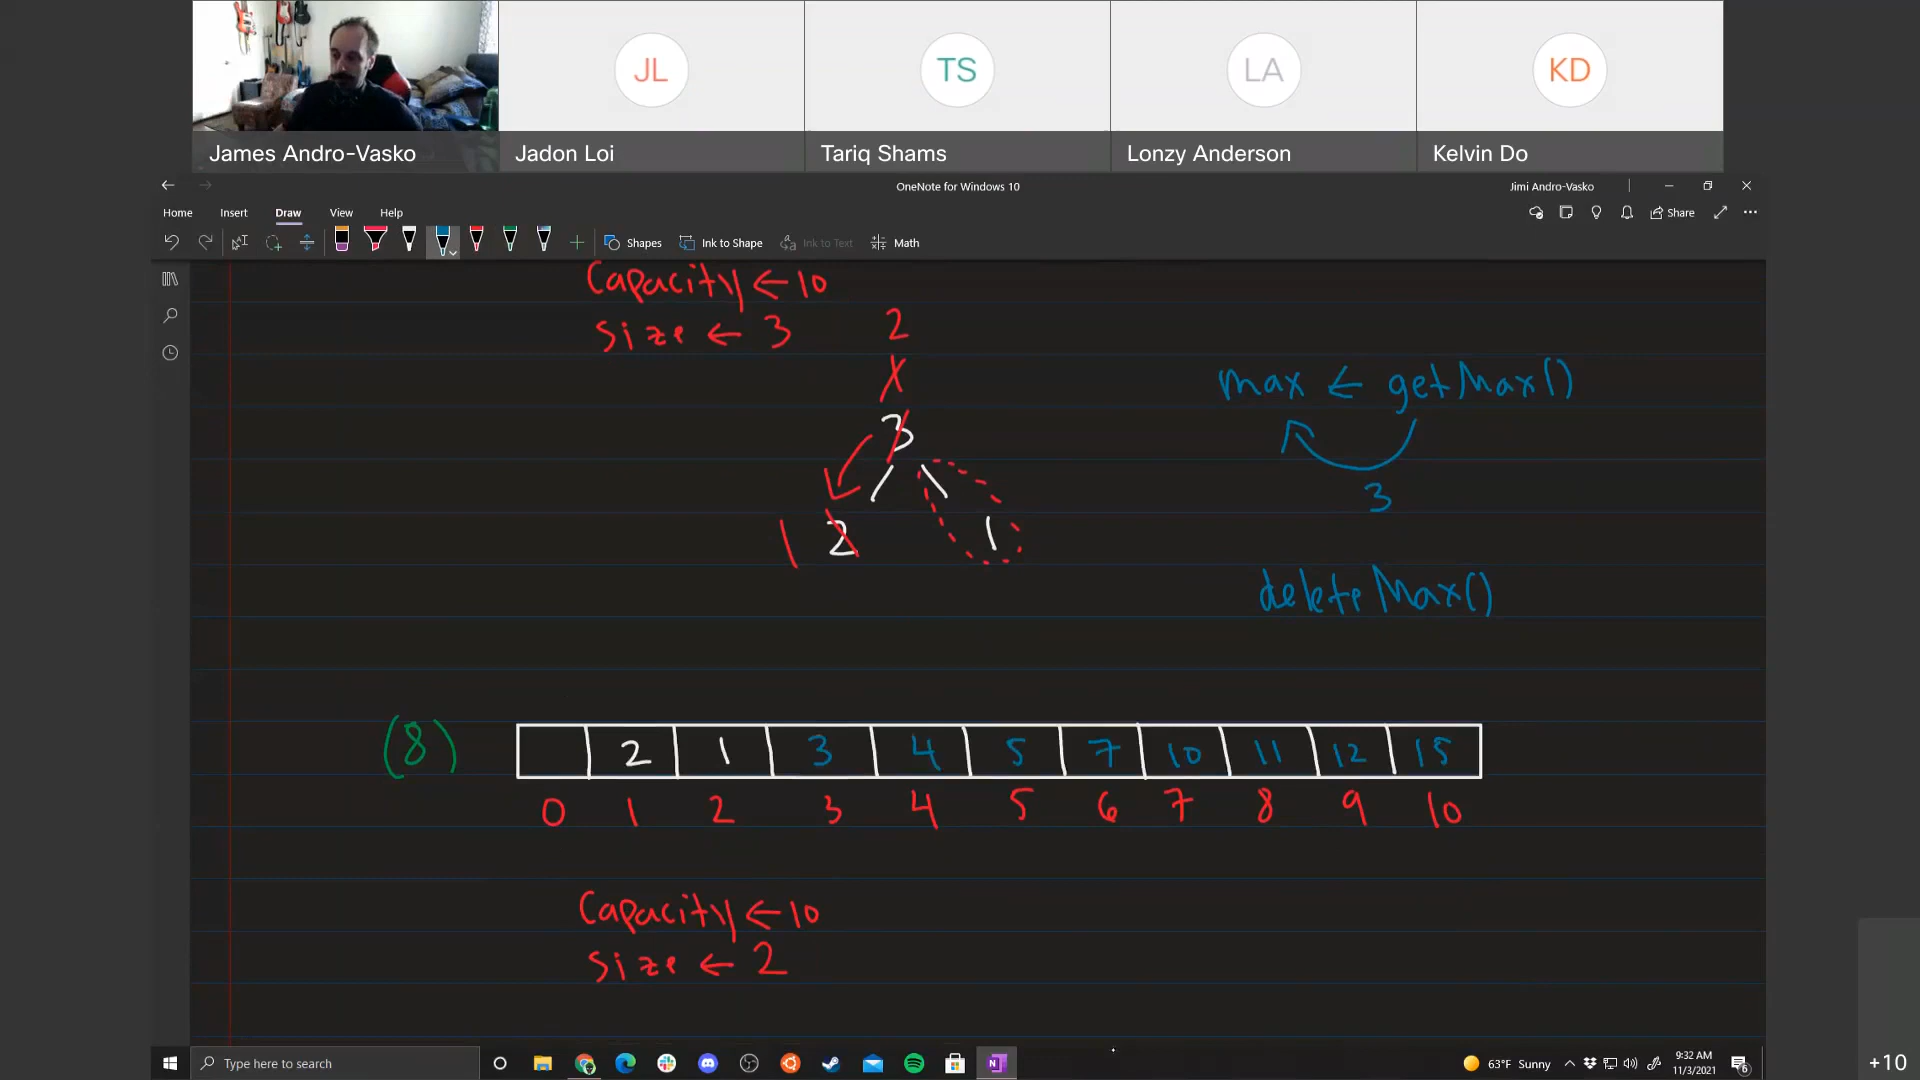 JL TS LA KD
James Andro-Vasko Jadon Loi Tariq Shams Lonzy Anderson Kelvin Do
OneNote for Windows 10 Jimi Andro-Vasko
Home Insert Draw View Help
Share
Shapes Ink to Shape Ink to Text Math
Capacity ← 10
size ← 3
2
1
3
2
1
1
max ← getMax()
3
deleteMax()
(8) 2 1 3 4 5 7 10 11 12 15
0 1 2 3 4 5 6 7 8 9 10
Capacity ← 10
size ← 2
Type here to search
63°F Sunny
9:32 AM
11/3/2021
6
+10